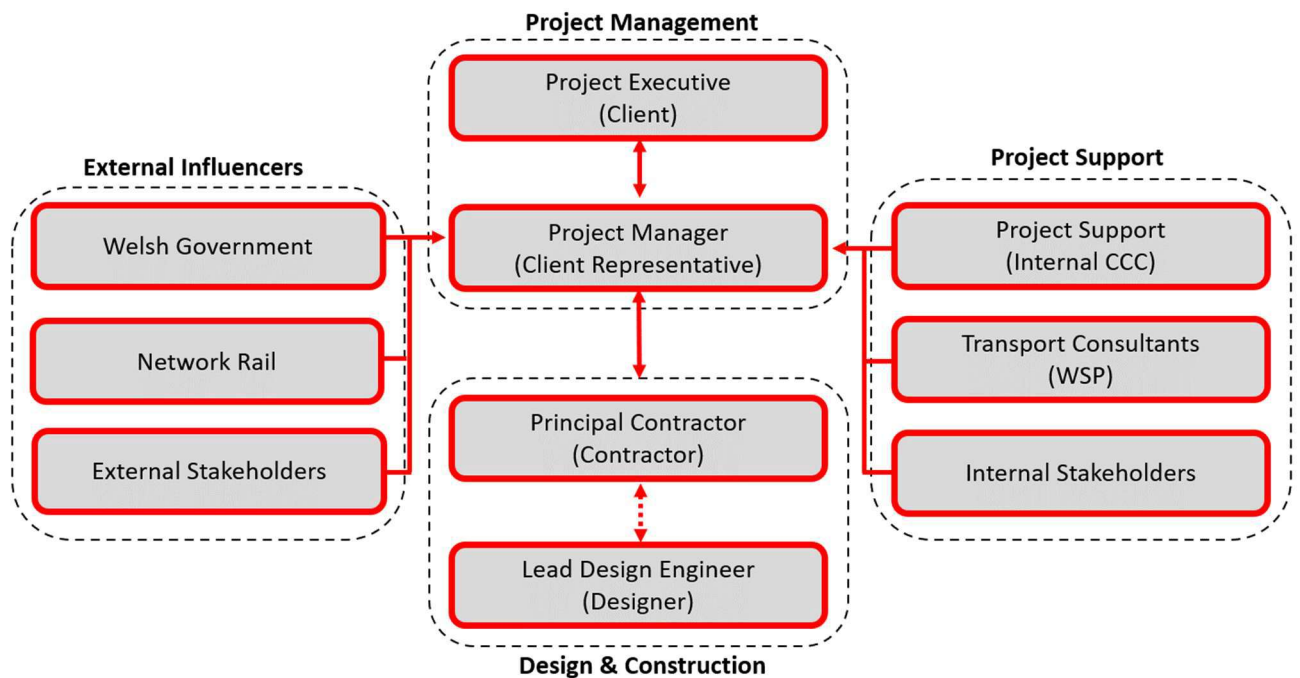 Project Management
Project Executive
(Client)
Project Manager
(Client Representative)
External Influencers
Welsh Government
Network Rail
External Stakeholders
Project Support
Project Support
(Internal CCC)
Transport Consultants
(WSP)
Internal Stakeholders
Principal Contractor
(Contractor)
Lead Design Engineer
(Designer)
Design & Construction